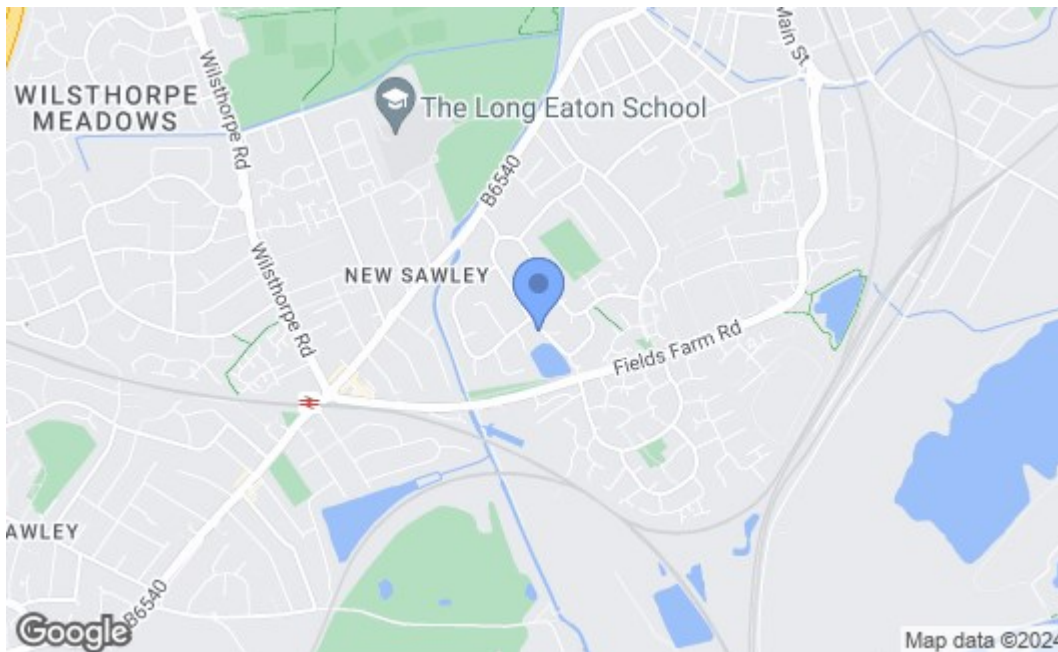 Main St.
WILSTHORPE
MEADOWS
Wilsthorpe Rd
The Long Eaton School
B6540
NEW SAWLEY
Wilsthorpe Rd
Fields Farm Rd
AWLEY
B6540
Google
Map data ©2024